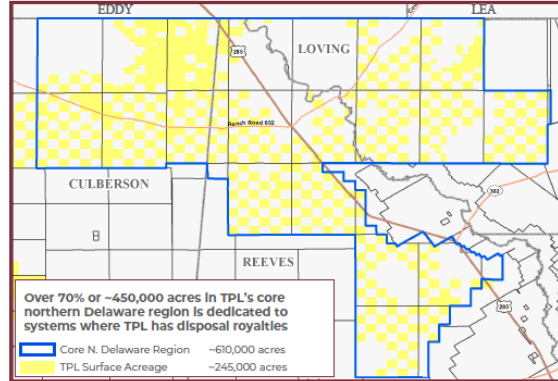 EDDY
LEA
LOVING
285
Ranch Road 652
CULBERSON
302
REEVES
285
Over 70% or ~450,000 acres in TPL's core
northern Delaware region is dedicated to
systems where TPL has disposal royalties
Core N. Delaware Region ~610,000 acres
TPL Surface Acreage ~245,000 acres